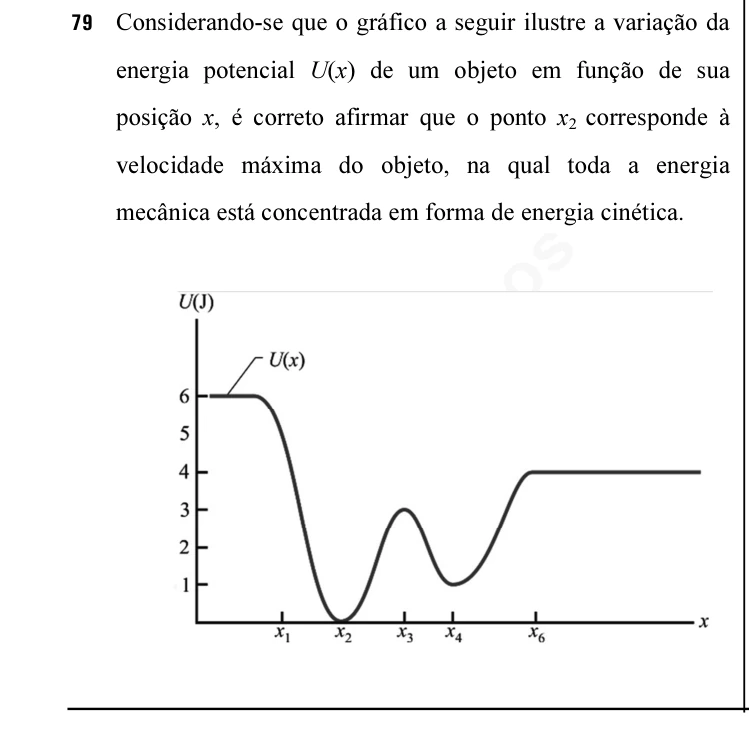 79 Considerando-se que o gráfico a seguir ilustre a variação da
energia potencial U(x) de um objeto em função de sua
posição x, é correto afirmar que o ponto x₂ corresponde à
velocidade máxima do objeto, na qual toda a energia
mecânica está concentrada em forma de energia cinética.
os
U(J)
U(x)
6
5
4
3
2
1
x₁ x₂ x₃ x₄ x₆ x